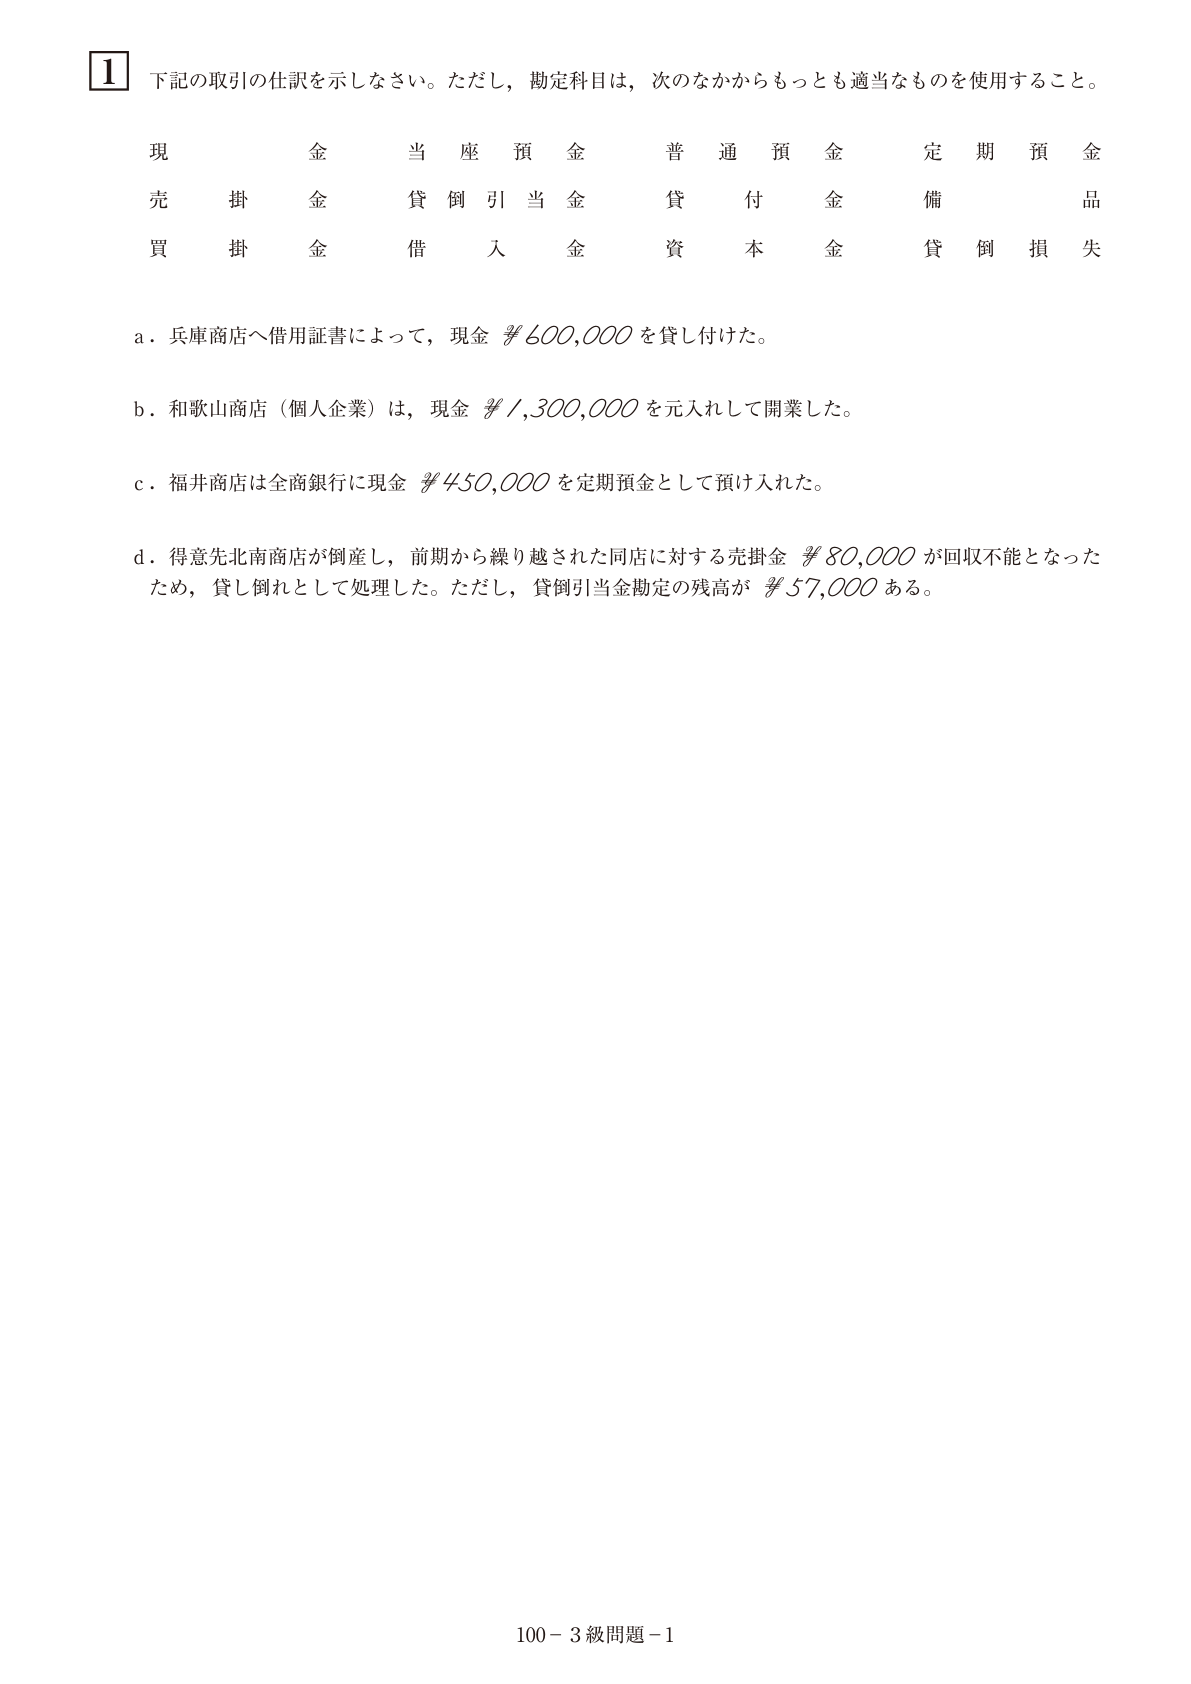 1 下記の取引の仕訳を示しなさい。ただし，勘定科目は，次のなかからもっとも適当なものを使用すること。
現金 当座預金 普通預金 定期預金
売掛金 貸倒引当金 貸付金 備品
買掛金 借入金 資本金 貸倒損失
a．兵庫商店へ借用証書によって，現金 ¥600,000 を貸し付けた。
b．和歌山商店（個人企業）は，現金 ¥1,300,000 を元入れして開業した。
c．福井商店は全商銀行に現金 ¥450,000 を定期預金として預け入れた。
d．得意先北南商店が倒産し，前期から繰り越された同店に対する売掛金 ¥80,000 が回収不能となった
ため，貸し倒れとして処理した。ただし，貸倒引当金勘定の残高が ¥57,000 ある。
100－３級問題－1